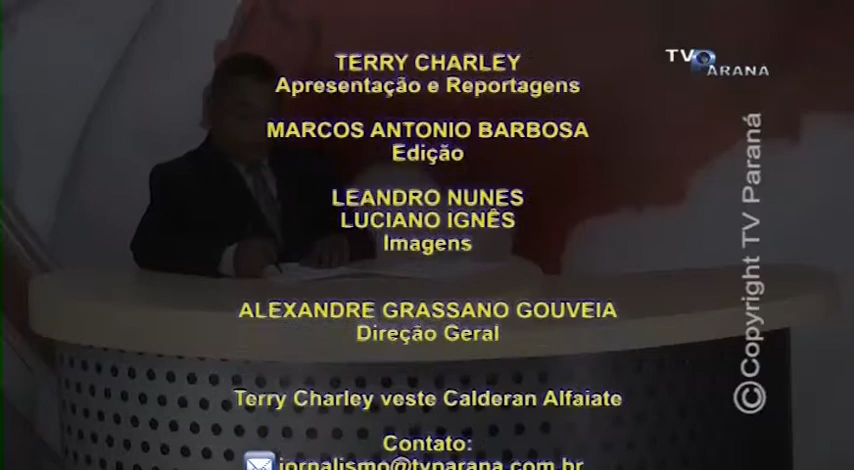 TERRY CHARLEY
Apresentação e Reportagens
MARCOS ANTONIO BARBOSA
Edição
LEANDRO NUNES
LUCIANO IGNÊS
Imagens
ALEXANDRE GRASSANO GOUVEIA
Direção Geral
Terry Charley veste Calderan Alfaiate
Contato:
jornalismo@tvparana.com.br
TV PARANÁ
©Copyright TV Paraná